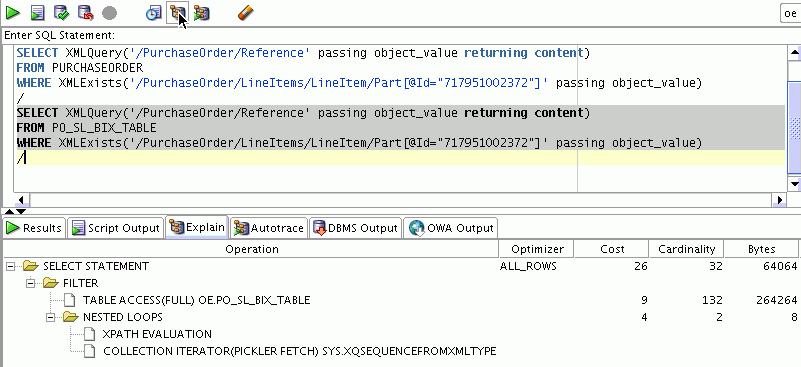 oe
Enter SQL Statement:
SELECT XMLQuery('/PurchaseOrder/Reference' passing object_value returning content)
FROM PURCHASEORDER
WHERE XMLExists('/PurchaseOrder/LineItems/LineItem/Part[@Id="717951002372"]' passing object_value)
/
SELECT XMLQuery('/PurchaseOrder/Reference' passing object_value returning content)
FROM PO_SL_BIX_TABLE
WHERE XMLExists('/PurchaseOrder/LineItems/LineItem/Part[@Id="717951002372"]' passing object_value)
/
Results Script Output Explain Autotrace DBMS Output OWA Output
Operation Optimizer Cost Cardinality Bytes
SELECT STATEMENT ALL_ROWS 26 32 64064
FILTER
TABLE ACCESS(FULL) OE.PO_SL_BIX_TABLE 9 132 264264
NESTED LOOPS 4 2 8
XPATH EVALUATION
COLLECTION ITERATOR(PICKLER FETCH) SYS.XQSEQUENCEFROMXMLTYPE